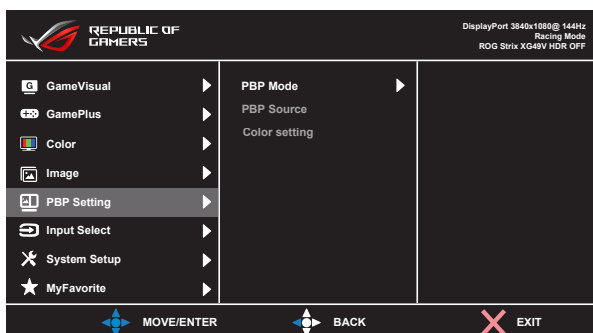 REPUBLIC OF
GAMERS
DisplayPort 3840x1080@ 144Hz
Racing Mode
ROG Strix XG49V HDR OFF
G GameVisual
GamePlus
Color
Image
PBP Setting
Input Select
System Setup
MyFavorite
PBP Mode
PBP Source
Color setting
MOVE/ENTER
BACK
EXIT